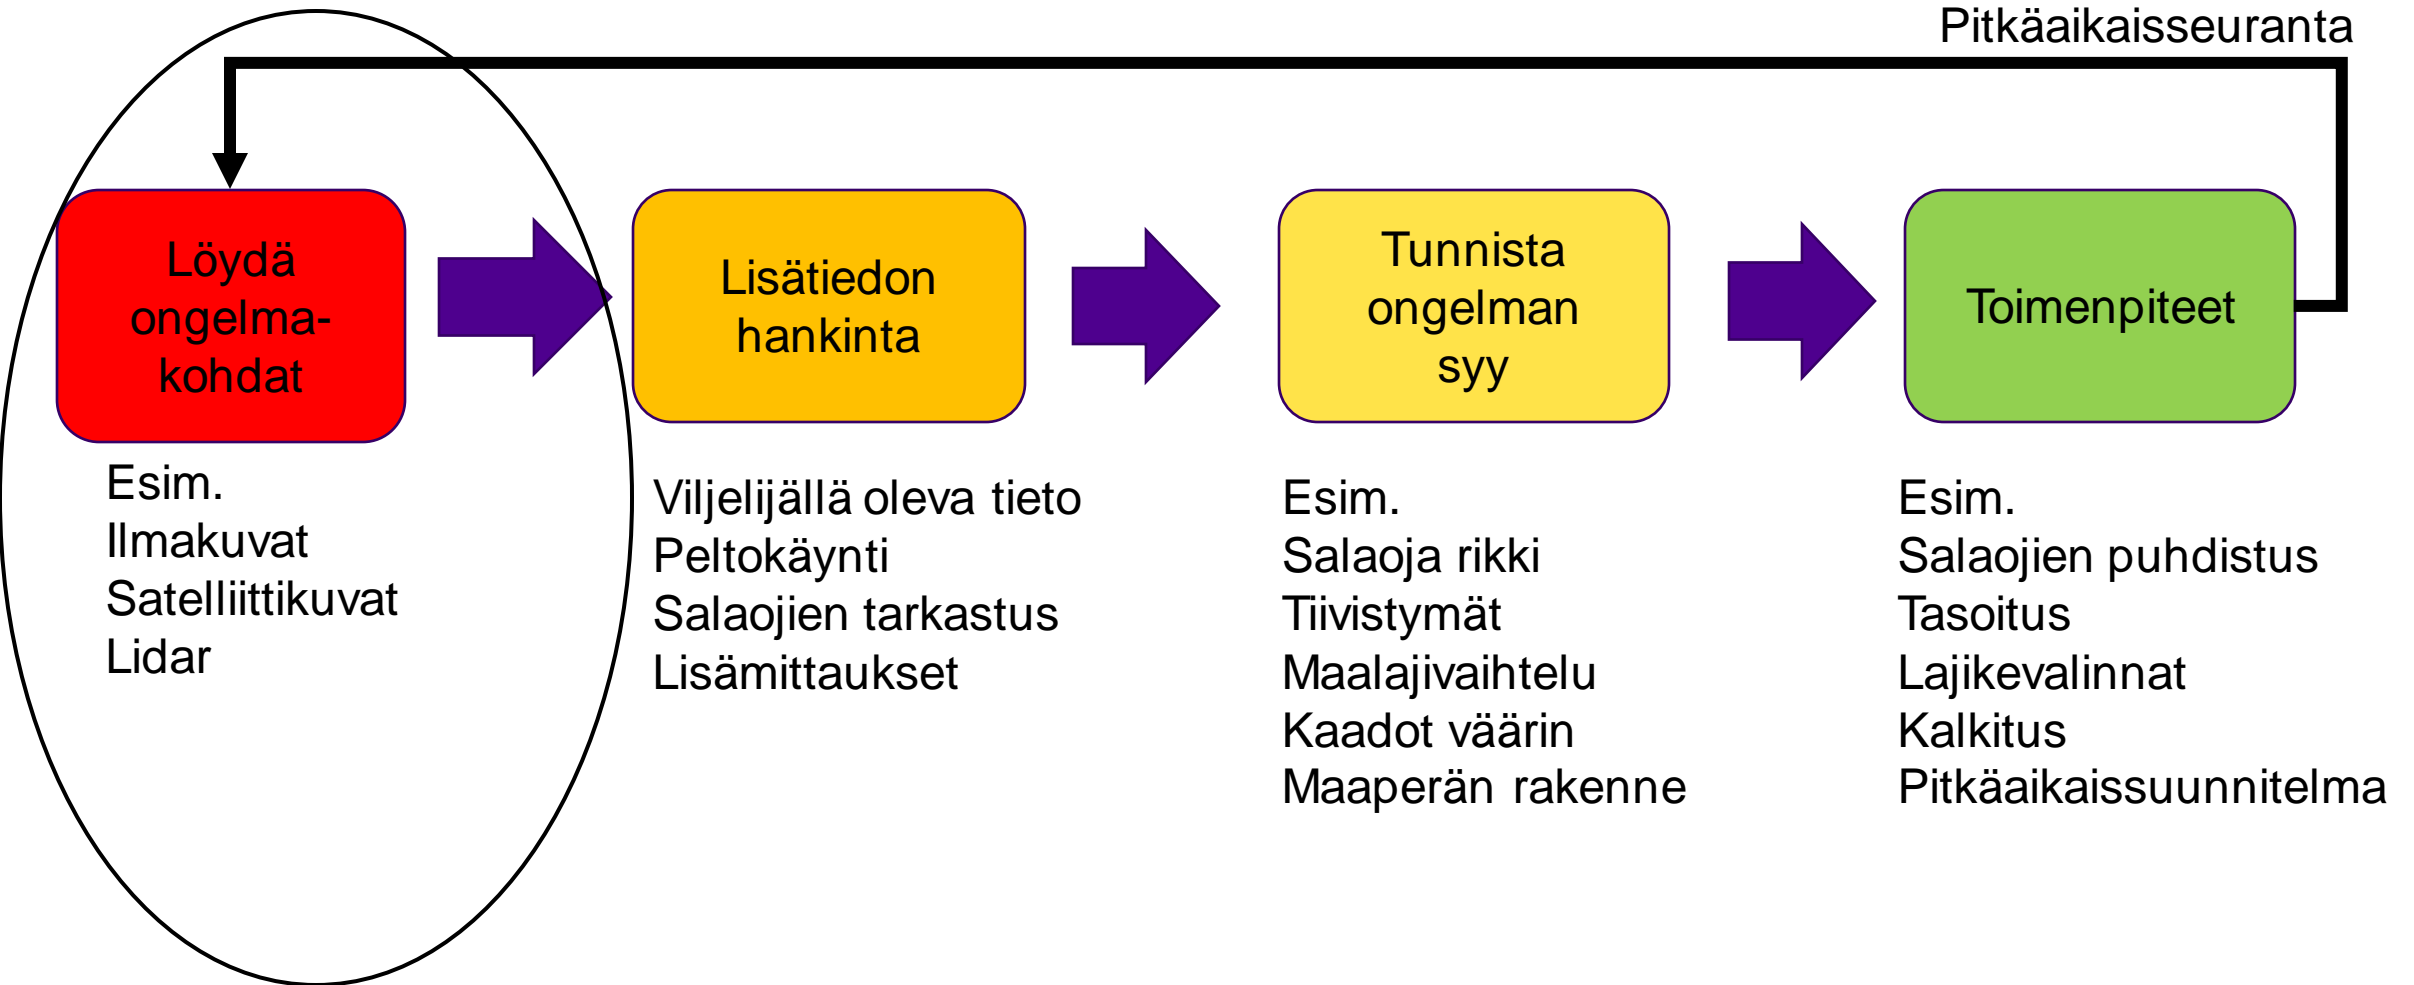 Pitkäaikaisseuranta
Löydä
ongelma-
kohdat
Lisätiedon
hankinta
Tunnista
ongelman
syy
Toimenpiteet
Esim.
Ilmakuvat
Satelliittikuvat
Lidar
Viljelijällä oleva tieto
Peltokäynti
Salaojien tarkastus
Lisämittaukset
Esim.
Salaoja rikki
Tiivistymät
Maalajivaihtelu
Kaadot väärin
Maaperän rakenne
Esim.
Salaojien puhdistus
Tasoitus
Lajikevalinnat
Kalkitus
Pitkäaikaissuunnitelma